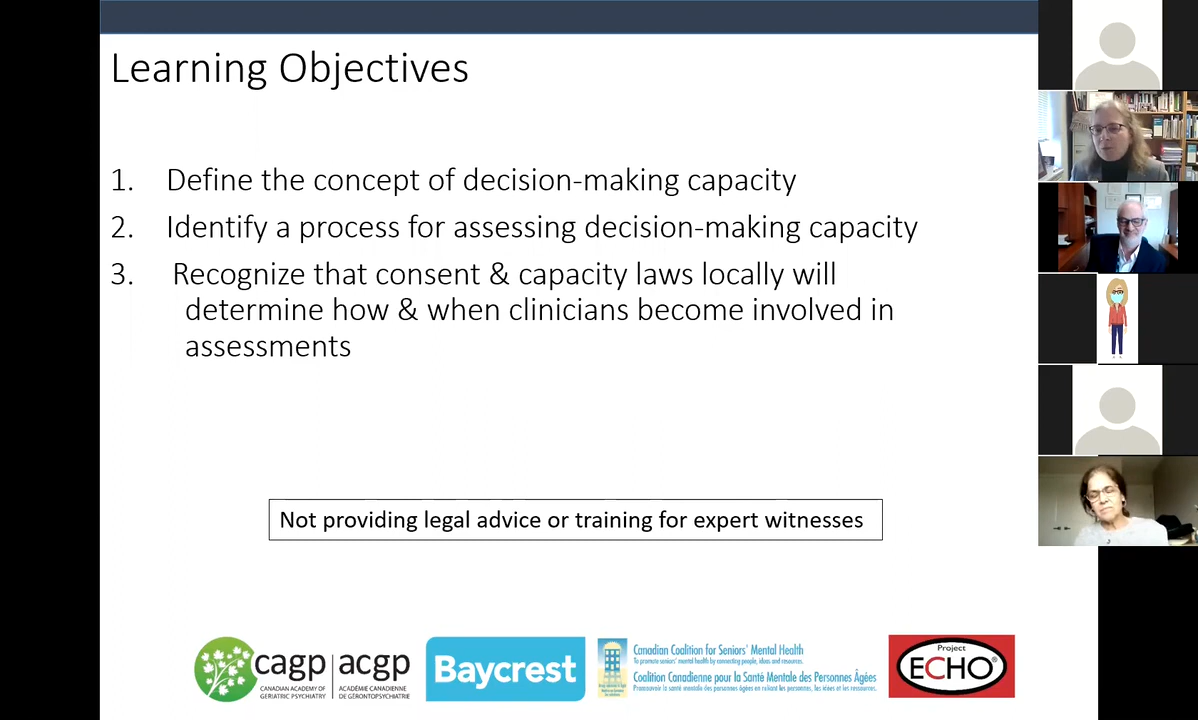 Learning Objectives
1. Define the concept of decision-making capacity
2. Identify a process for assessing decision-making capacity
3. Recognize that consent & capacity laws locally will
determine how & when clinicians become involved in
assessments
Not providing legal advice or training for expert witnesses
cagp | acgp
CANADIAN ACADEMY OF
GERIATRIC PSYCHIATRY
ACADÉMIE CANADIENNE
DE GÉRONTOPSYCHIATRIE
Baycrest
Canadian Coalition for Seniors' Mental Health
To promote seniors' mental health by connecting people, ideas and resources.
Coalition Canadienne pour la Santé Mentale des Personnes Âgées
Promouvoir la santé mentale des personnes âgées en reliant les personnes, les idées et les ressources.
Project
ECHO®